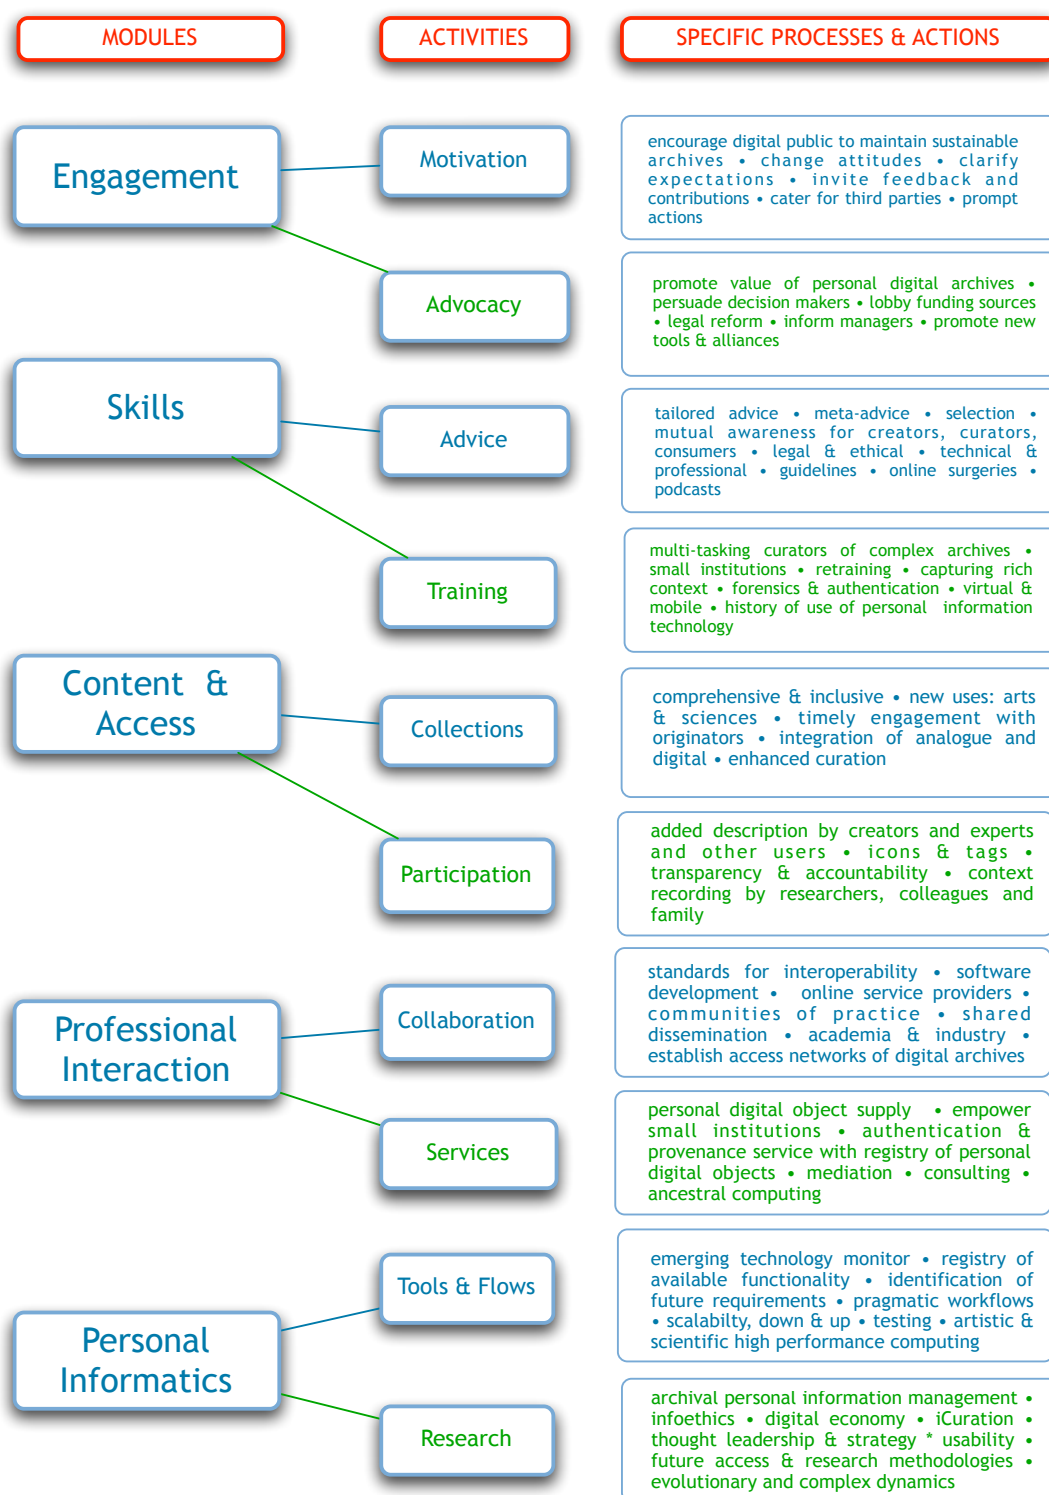 MODULES
ACTIVITIES
SPECIFIC PROCESSES & ACTIONS
Engagement
Motivation
encourage digital public to maintain sustainable
archives • change attitudes • clarify
expectations • invite feedback and
contributions • cater for third parties • prompt
actions
Advocacy
promote value of personal digital archives •
persuade decision makers • lobby funding sources
• legal reform • inform managers • promote new
tools & alliances
Skills
Advice
tailored advice • meta-advice • selection •
mutual awareness for creators, curators,
consumers • legal & ethical • technical &
professional • guidelines • online surgeries •
podcasts
Training
multi-tasking curators of complex archives •
small institutions • retraining • capturing rich
context • forensics & authentication • virtual &
mobile • history of use of personal information
technology
Content &
Access
Collections
comprehensive & inclusive • new uses: arts
& sciences • timely engagement with
originators • integration of analogue and
digital • enhanced curation
Participation
added description by creators and experts
and other users • icons & tags •
transparency & accountability • context
recording by researchers, colleagues and
family
Professional
Interaction
Collaboration
standards for interoperability • software
development • online service providers •
communities of practice • shared
dissemination • academia & industry •
establish access networks of digital archives
Services
personal digital object supply • empower
small institutions • authentication &
provenance service with registry of personal
digital objects • mediation • consulting •
ancestral computing
Personal
Informatics
Tools & Flows
emerging technology monitor • registry of
available functionality • identification of
future requirements • pragmatic workflows
• scalabilty, down & up • testing • artistic &
scientific high performance computing
Research
archival personal information management •
infoethics • digital economy • iCuration •
thought leadership & strategy * usability •
future access & research methodologies •
evolutionary and complex dynamics